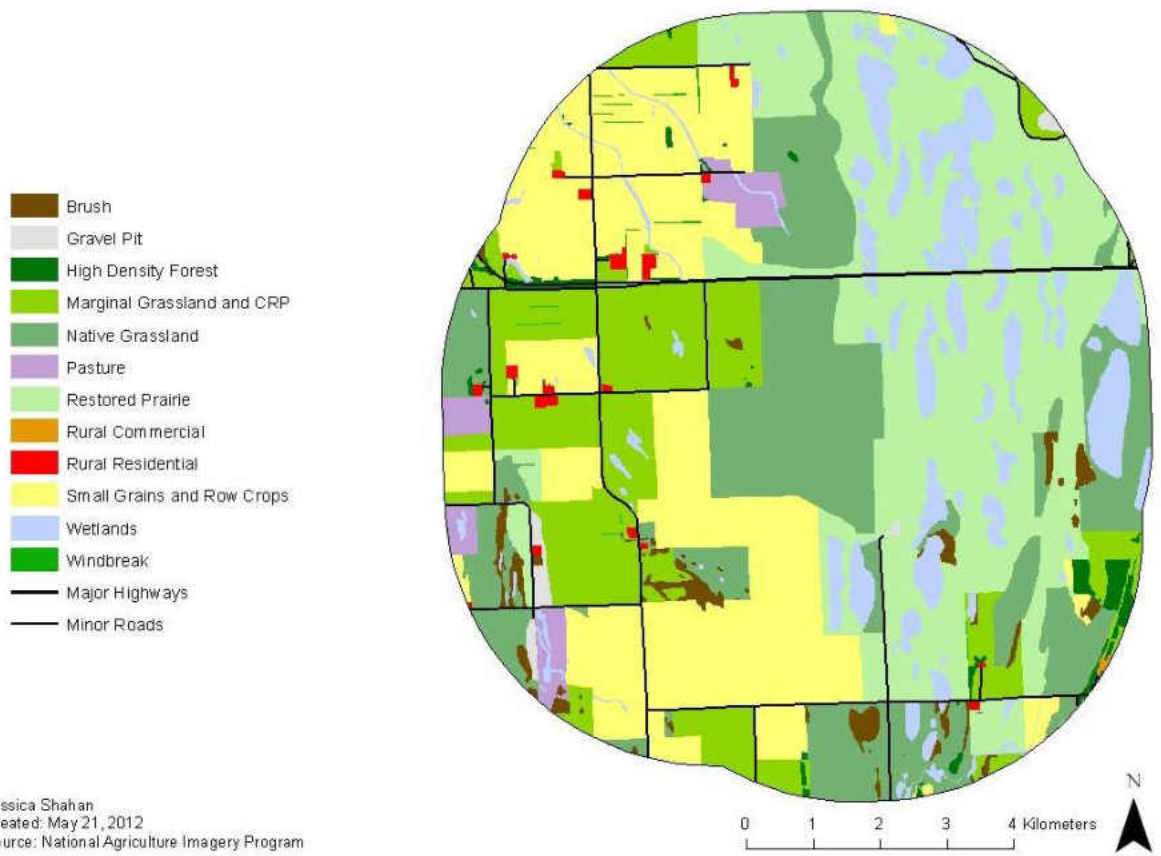 Brush
Gravel Pit
High Density Forest
Marginal Grassland and CRP
Native Grassland
Pasture
Restored Prairie
Rural Commercial
Rural Residential
Small Grains and Row Crops
Wetlands
Windbreak
Major Highways
Minor Roads
ssica Shahan
eated: May 21, 2012
urce: National Agriculture Imagery Program
0 1 2 3 4 Kilometers
N